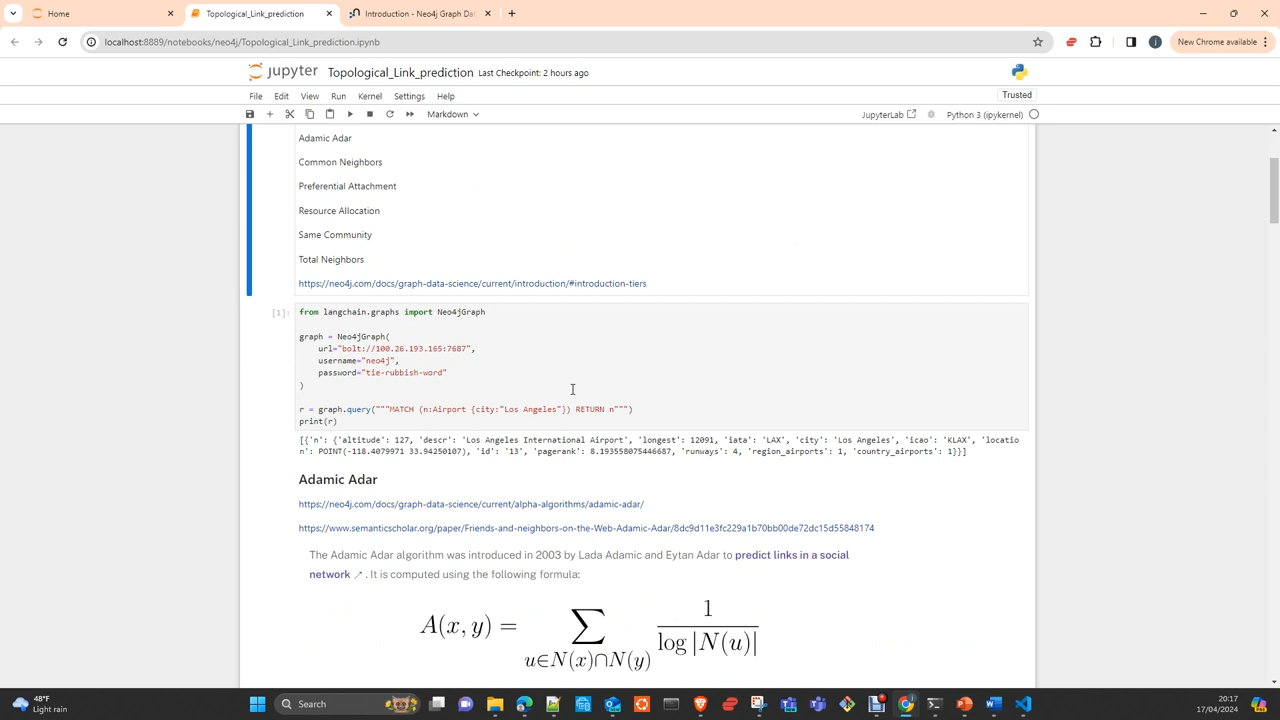 Home
Topological_Link_prediction
Introduction - Neo4j Graph Da
localhost:8889/notebooks/neo4j/Topological_Link_prediction.ipynb
New Chrome available
jupyter Topological_Link_prediction Last Checkpoint: 2 hours ago
File Edit View Run Kernel Settings Help
Trusted
Markdown
JupyterLab
Python 3 (ipykernel)
Adamic Adar
Common Neighbors
Preferential Attachment
Resource Allocation
Same Community
Total Neighbors
https://neo4j.com/docs/graph-data-science/current/introduction/#introduction-tiers
[1]: from langchain.graphs import Neo4jGraph
graph = Neo4jGraph(
url="bolt://100.26.193.165:7687",
username="neo4j",
password="tie-rubbish-word"
)
r = graph.query("""MATCH (n:Airport {city:"Los Angeles"}) RETURN n""")
print(r)
[{'n': {'altitude': 127, 'descr': 'Los Angeles International Airport', 'longest': 12091, 'iata': 'LAX', 'city': 'Los Angeles', 'icao': 'KLAX', 'locatio
n': POINT(-118.4079971 33.94250107), 'id': '13', 'pagerank': 8.193558075446687, 'runways': 4, 'region_airports': 1, 'country_airports': 1}}]
Adamic Adar
https://neo4j.com/docs/graph-data-science/current/alpha-algorithms/adamic-adar/
https://www.semanticscholar.org/paper/Friends-and-neighbors-on-the-Web-Adamic-Adar/8dc9d11e3fc229a1b70bb00de72dc15d55848174
The Adamic Adar algorithm was introduced in 2003 by Lada Adamic and Eytan Adar to predict links in a social
network ↗ . It is computed using the following formula:
A(x, y) = ∑ u∈N(x)∩N(y) 1 / log |N(u)|
48°F
Light rain
Search
20:17
17/04/2024